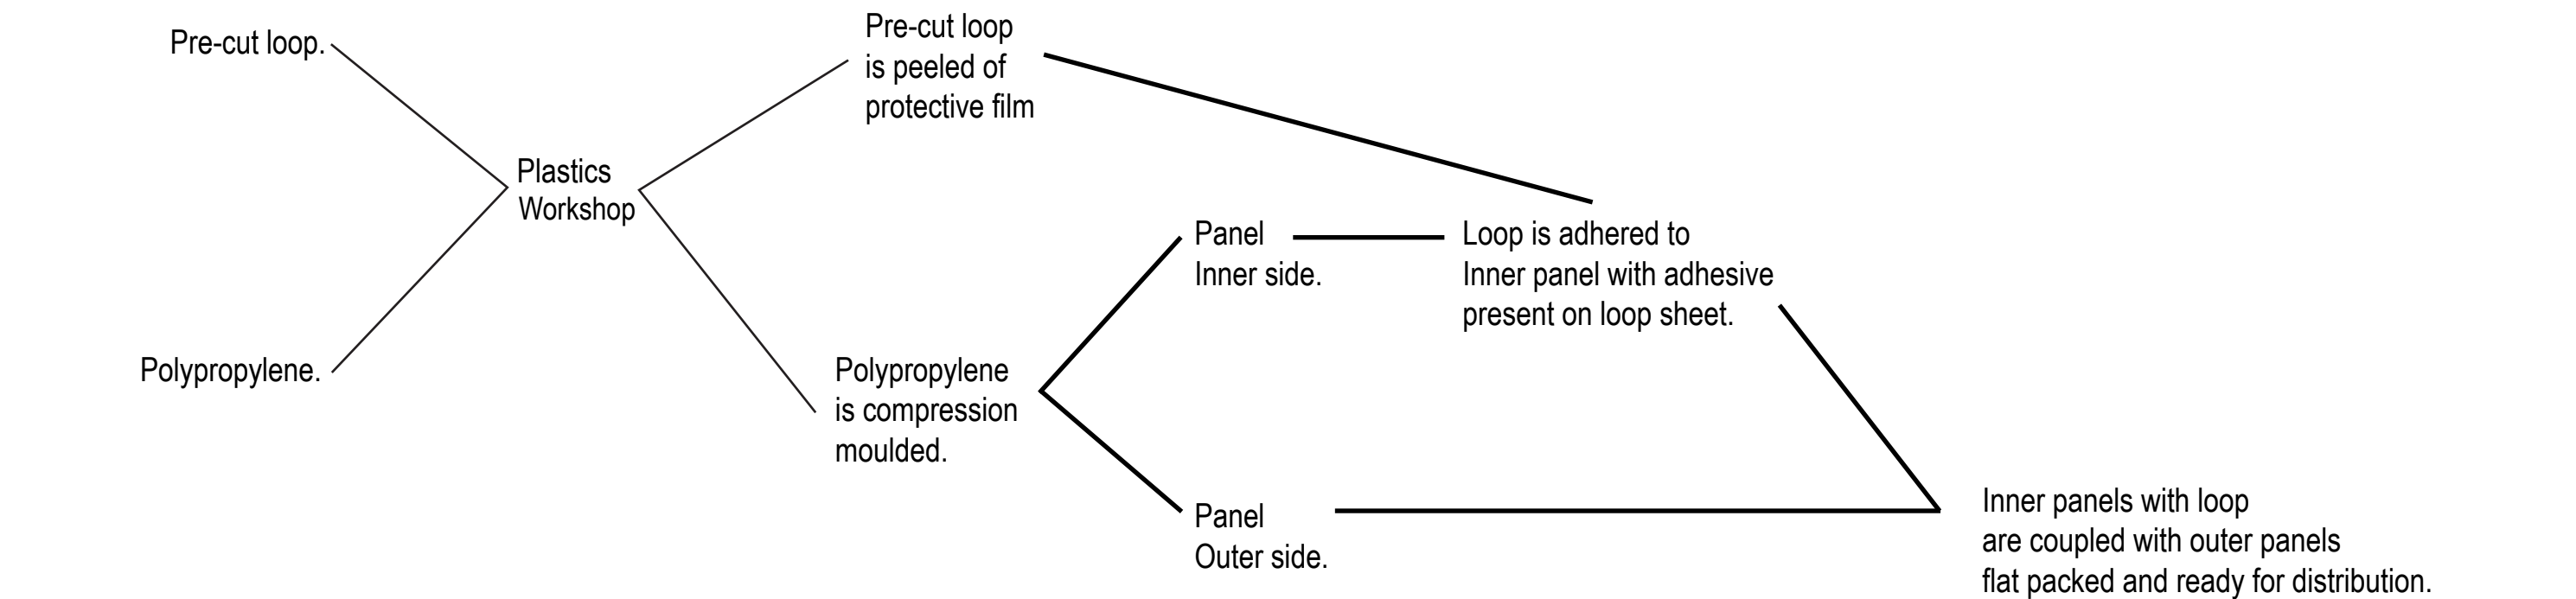 Pre-cut loop.
Polypropylene.
Plastics
Workshop
Pre-cut loop
is peeled of
protective film
Polypropylene
is compression
moulded.
Panel
Inner side.
Panel
Outer side.
Loop is adhered to
Inner panel with adhesive
present on loop sheet.
Inner panels with loop
are coupled with outer panels
flat packed and ready for distribution.